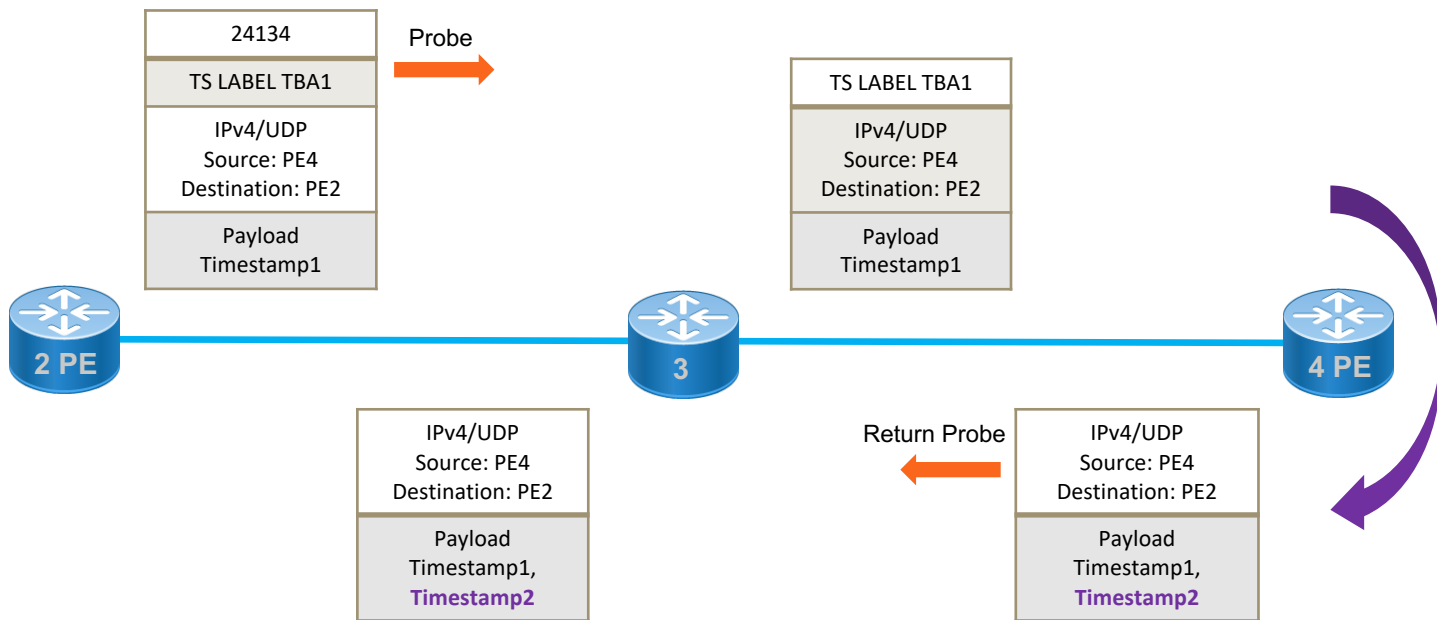 24134
TS LABEL TBA1
IPv4/UDP
Source: PE4
Destination: PE2
Payload
Timestamp1
Probe
TS LABEL TBA1
IPv4/UDP
Source: PE4
Destination: PE2
Payload
Timestamp1
2 PE
3
4 PE
IPv4/UDP
Source: PE4
Destination: PE2
Payload
Timestamp1,
Timestamp2
Return Probe
IPv4/UDP
Source: PE4
Destination: PE2
Payload
Timestamp1,
Timestamp2